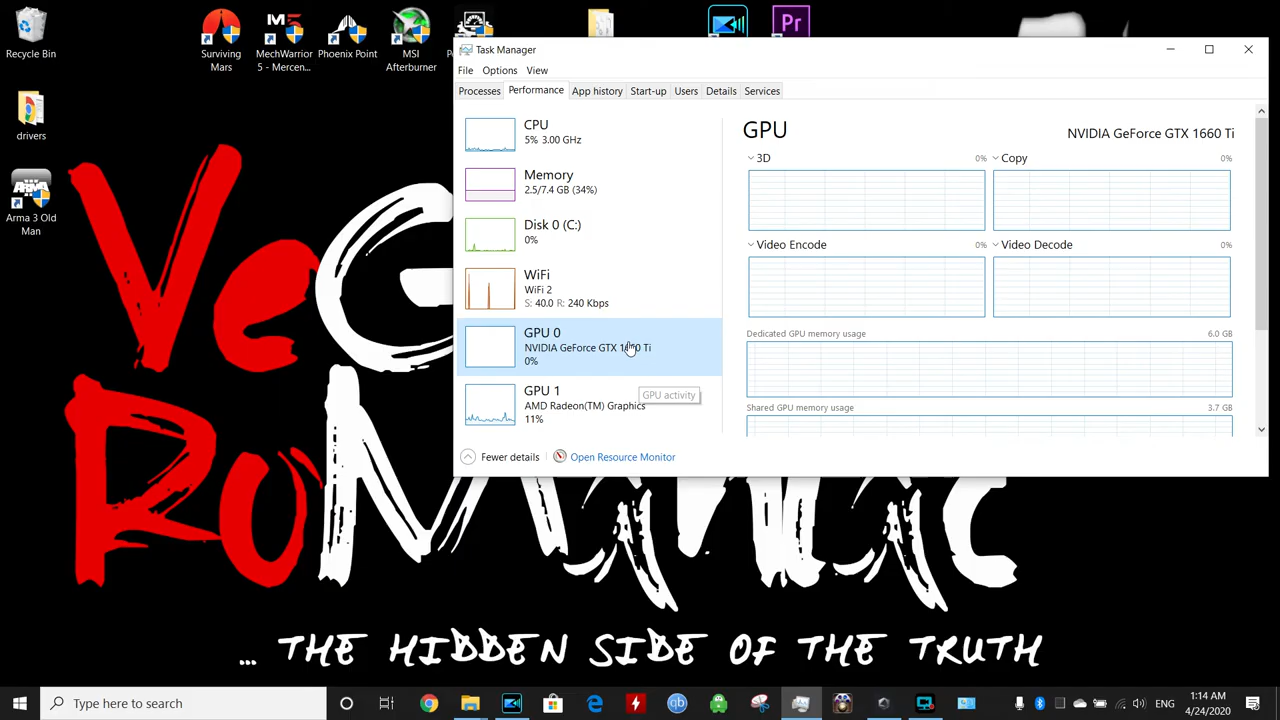 Recycle Bin
Surviving
Mars
MechWarrior
5 - Mercen...
Phoenix Point
MSI
Afterburner
Pr
drivers
Arma 3 Old
Man
Task Manager
File Options View
Processes Performance App history Start-up Users Details Services
CPU
5% 3.00 GHz
Memory
2.5/7.4 GB (34%)
Disk 0 (C:)
0%
WiFi
WiFi 2
S: 40.0 R: 240 Kbps
GPU 0
NVIDIA GeForce GTX 1660 Ti
0%
GPU 1
AMD Radeon(TM) Graphics
11%
GPU activity
GPU NVIDIA GeForce GTX 1660 Ti
3D 0% Copy 0%
Video Encode 0% Video Decode 0%
Dedicated GPU memory usage 6.0 GB
Shared GPU memory usage 3.7 GB
Fewer details Open Resource Monitor
... THE HIDDEN SIDE OF THE TRUTH
Type here to search
qb
ENG
1:14 AM
4/24/2020